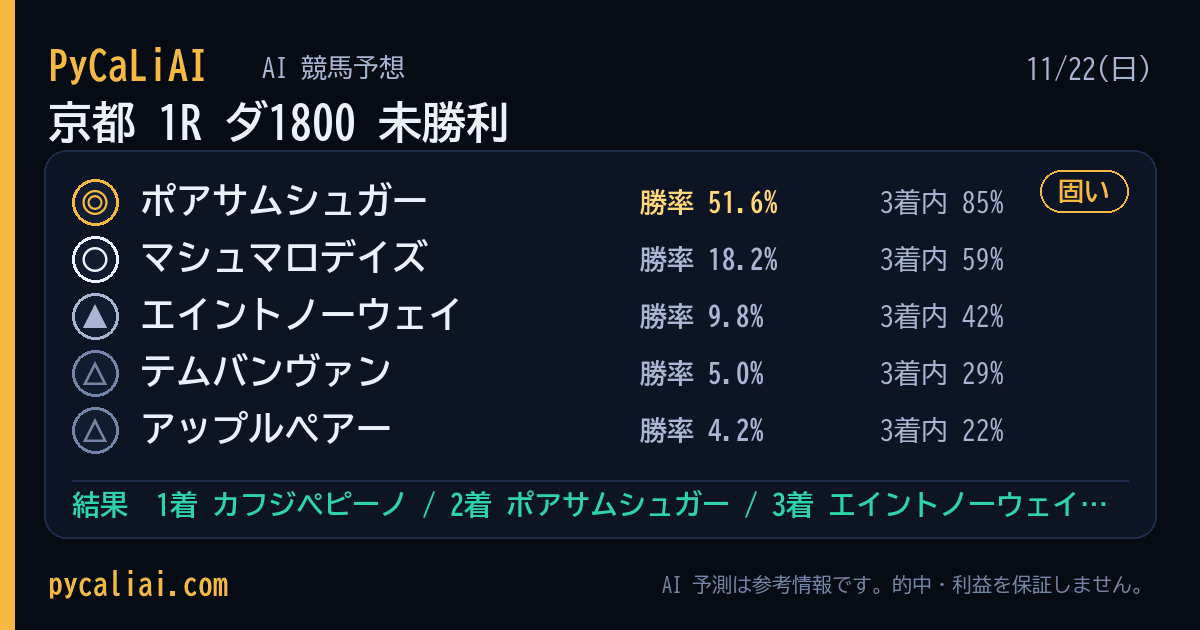 PyCaLiAI AI 競馬予想 11/22(日)
京都 1R ダ1800 未勝利
◎ ポアサムシュガー 勝率 51.6% 3着内 85% 固い
○ マシュマロデイズ 勝率 18.2% 3着内 59%
▲ エイントノーウェイ 勝率 9.8% 3着内 42%
△ テムバンヴァン 勝率 5.0% 3着内 29%
△ アップルペアー 勝率 4.2% 3着内 22%
結果 1着 カフジペピーノ / 2着 ポアサムシュガー / 3着 エイントノーウェイ…
pycaliai.com AI 予測は参考情報です。的中・利益を保証しません。